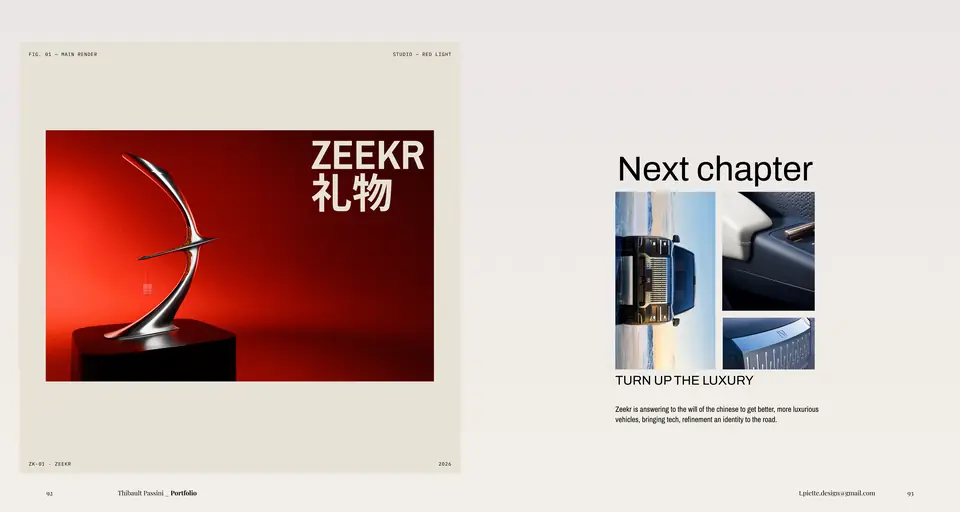 FIG. 01 — MAIN RENDER
STUDIO — RED LIGHT
ZEEKR
礼物
ZK-01 · ZEEKR
2026
Next chapter
TURN UP THE LUXURY
Zeekr is answering to the will of the chinese to get better, more luxurious
vehicles, bringing tech, refinement an identity to the road.
92
Thibault Passini _ Portfolio
t.piette.design@gmail.com
93